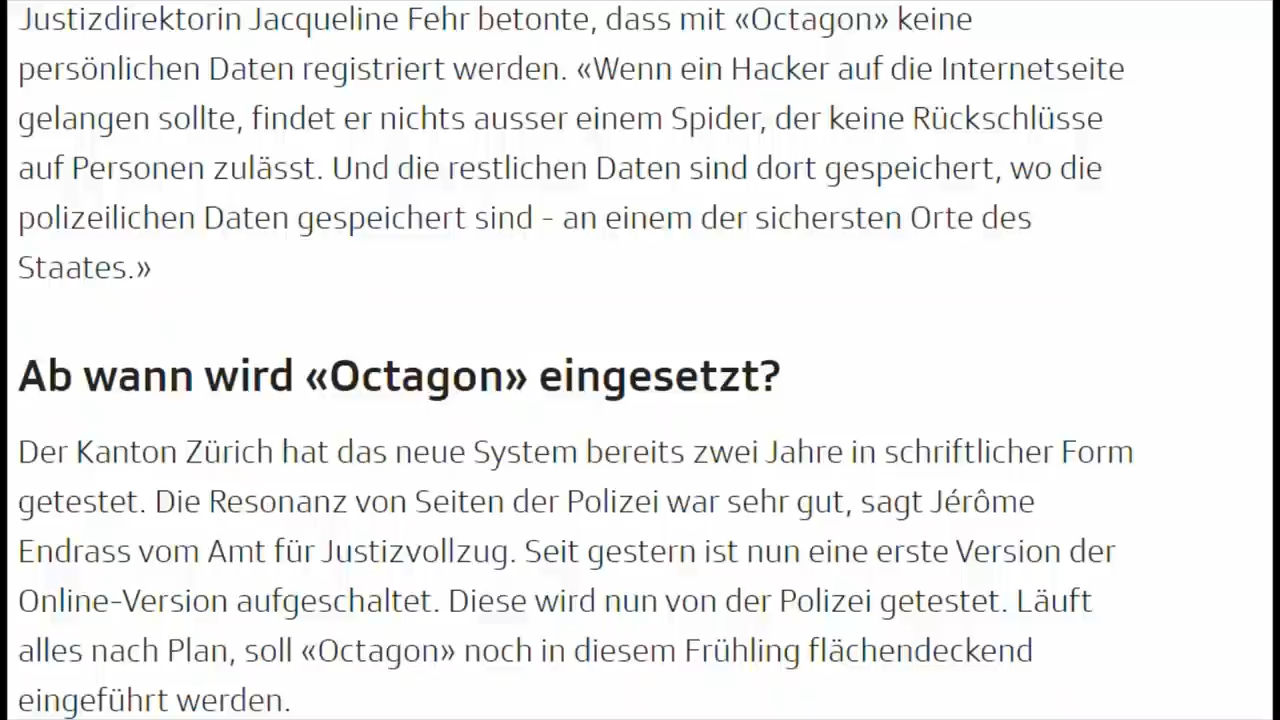 Justizdirektorin Jacqueline Fehr betonte, dass mit «Octagon» keine
persönlichen Daten registriert werden. «Wenn ein Hacker auf die Internetseite
gelangen sollte, findet er nichts ausser einem Spider, der keine Rückschlüsse
auf Personen zulässt. Und die restlichen Daten sind dort gespeichert, wo die
polizeilichen Daten gespeichert sind - an einem der sichersten Orte des
Staates.»
Ab wann wird «Octagon» eingesetzt?
Der Kanton Zürich hat das neue System bereits zwei Jahre in schriftlicher Form
getestet. Die Resonanz von Seiten der Polizei war sehr gut, sagt Jérôme
Endrass vom Amt für Justizvollzug. Seit gestern ist nun eine erste Version der
Online-Version aufgeschaltet. Diese wird nun von der Polizei getestet. Läuft
alles nach Plan, soll «Octagon» noch in diesem Frühling flächendeckend
eingeführt werden.